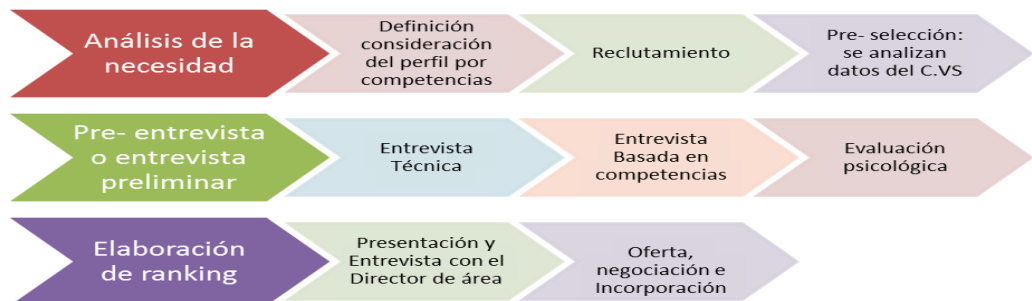 Análisis de la
necesidad
Definición
consideración
del perfil por
competencias
Reclutamiento
Pre- selección:
se analizan
datos del C.VS
Pre- entrevista
o entrevista
preliminar
Entrevista
Técnica
Entrevista
Basada en
competencias
Evaluación
psicológica
Elaboración
de ranking
Presentación y
Entrevista con el
Director de área
Oferta,
negociación e
Incorporación